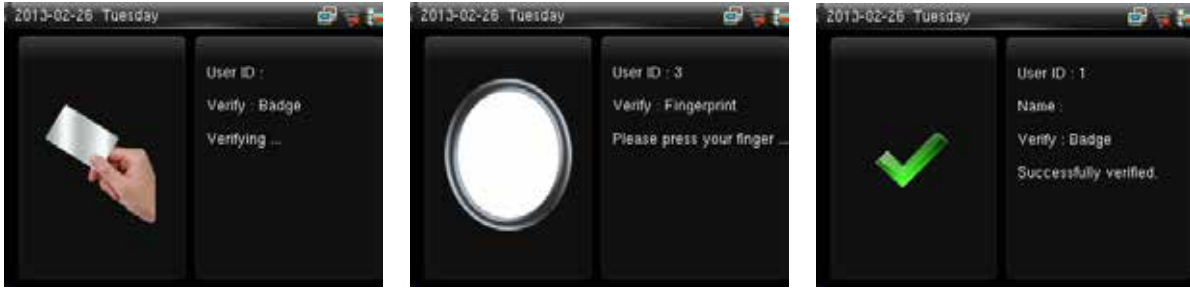 2013-02-26 Tuesday
User ID :
Verify : Badge
Verifying ...
2013-02-26 Tuesday
User ID : 3
Verify : Fingerprint
Please press your finger ...
2013-02-26 Tuesday
User ID : 1
Name :
Verify : Badge
Successfully verified.